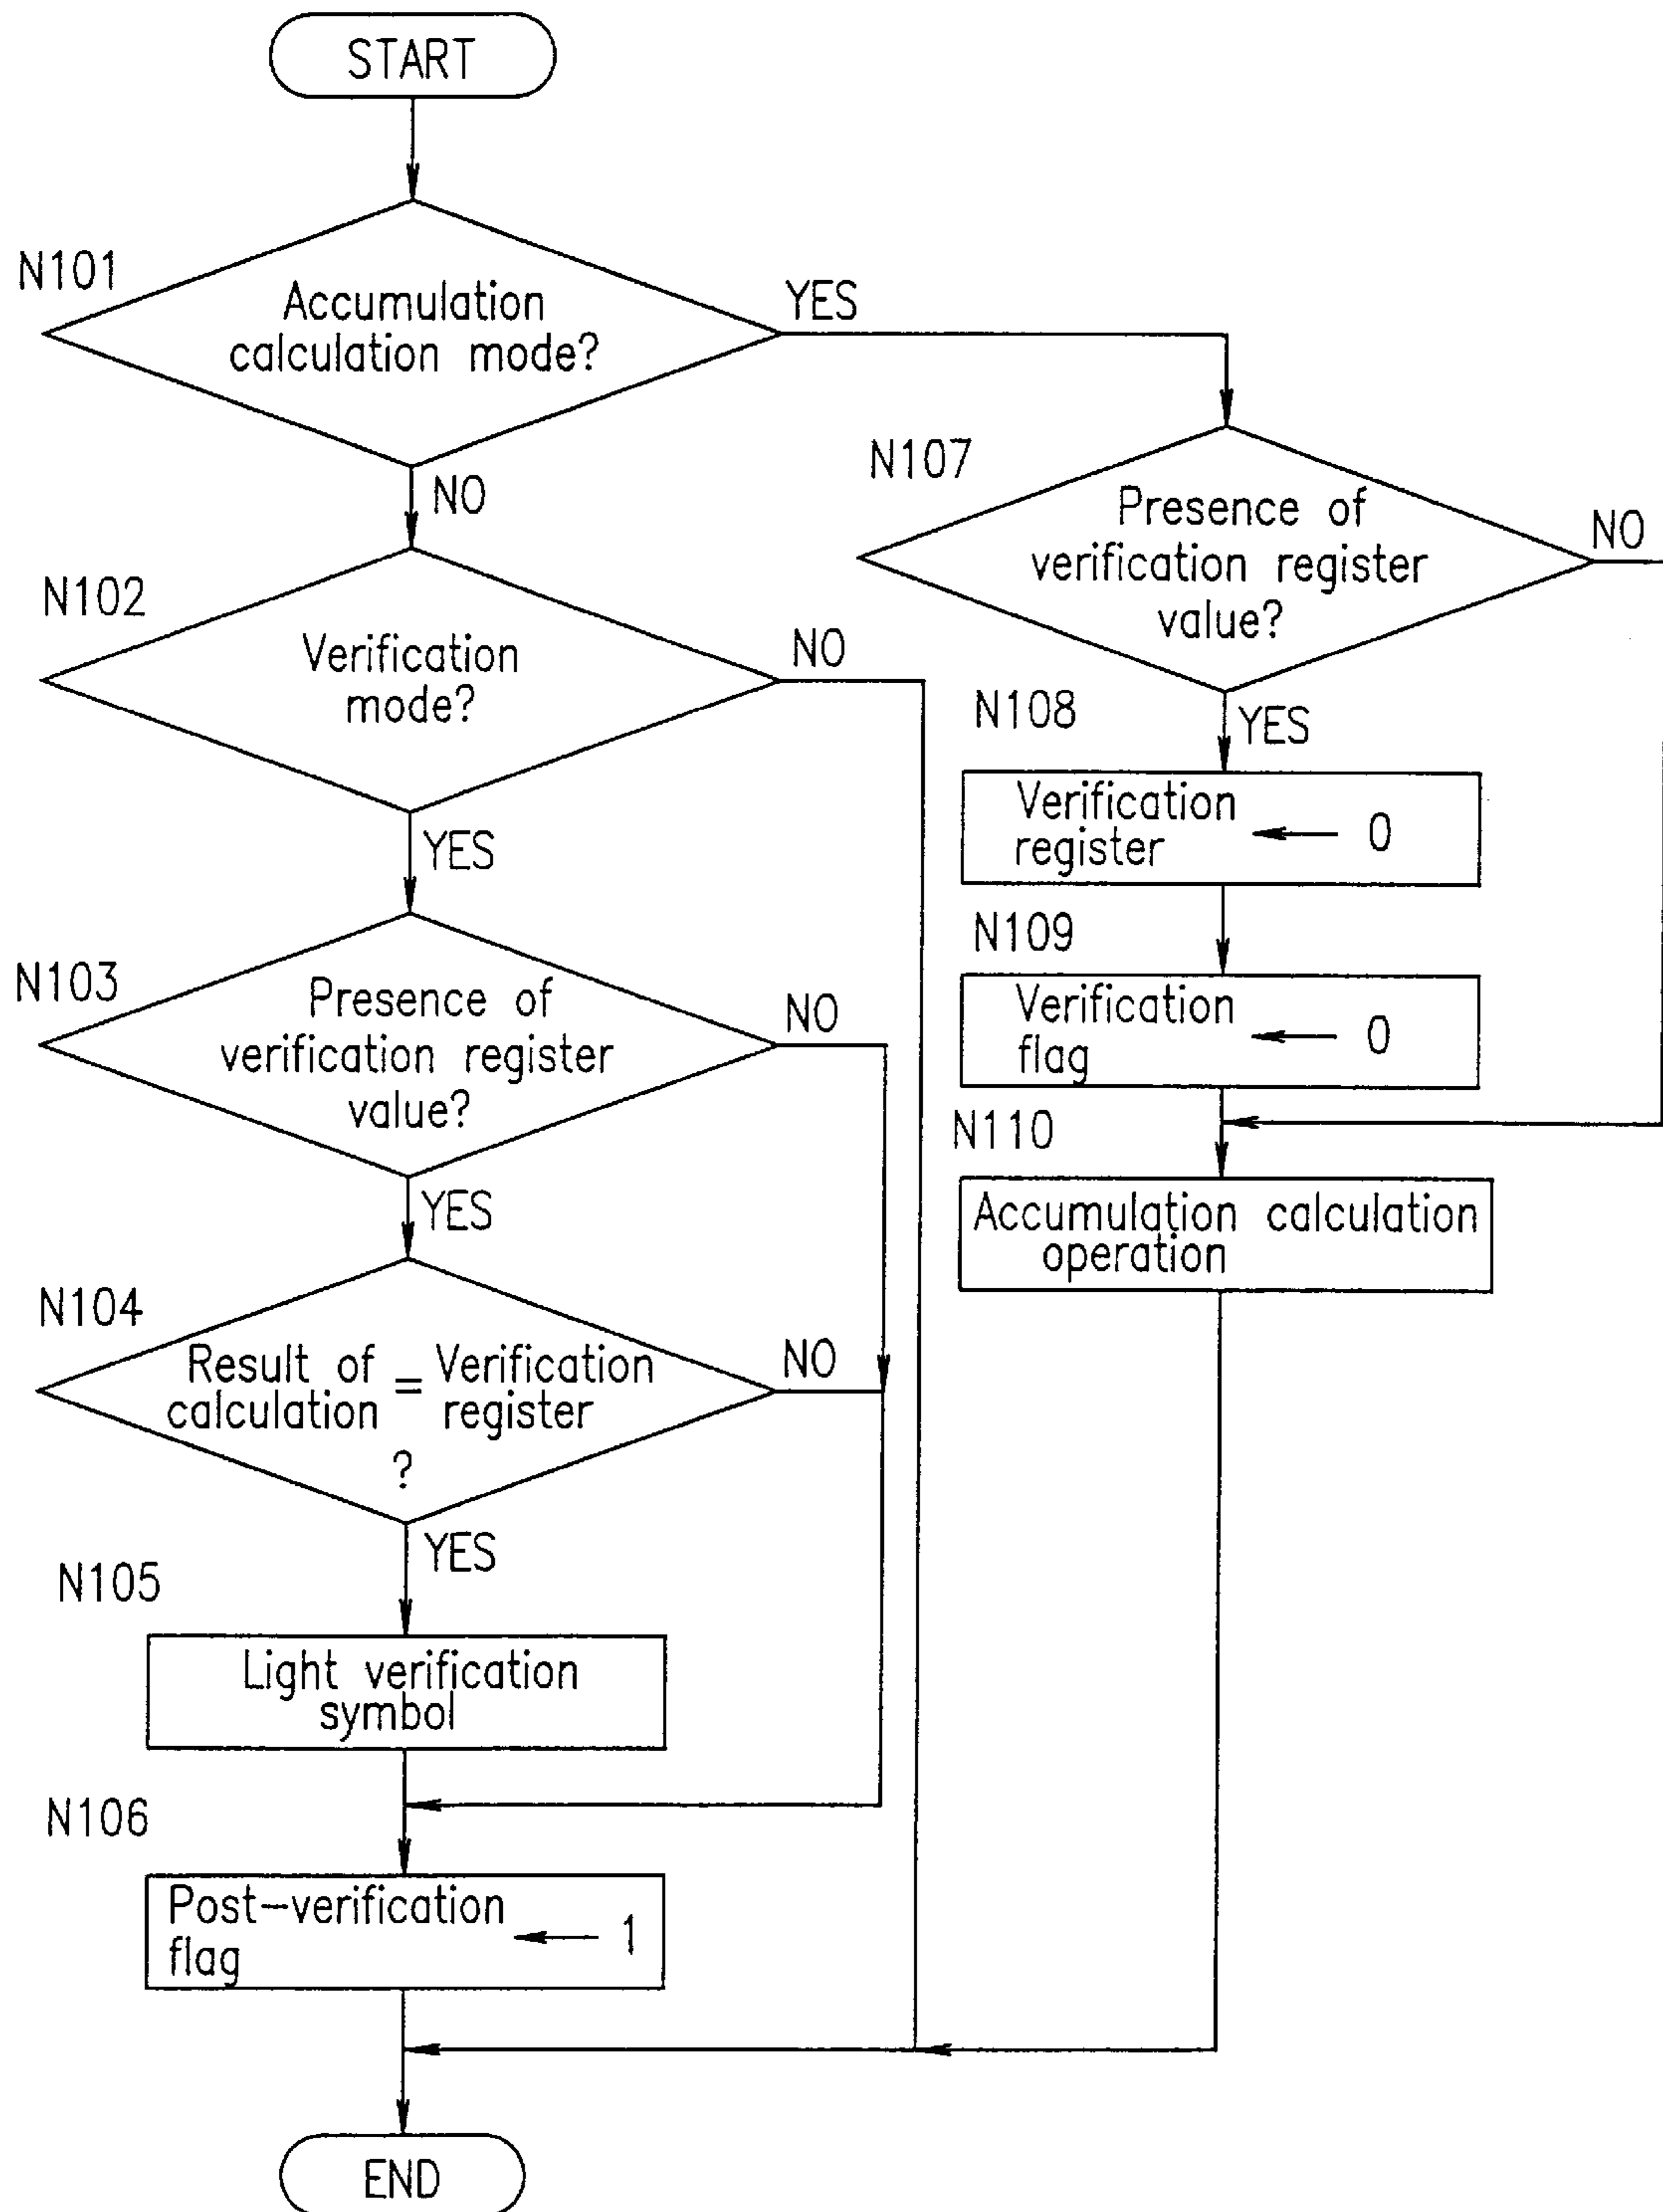 START
N101
Accumulation
calculation mode?
YES
NO
N107
Presence of
verification register
value?
NO
N102
Verification
mode?
NO
YES
N108
YES
Verification
register ← 0
N109
Verification
flag ← 0
N110
Accumulation calculation
operation
N103
Presence of
verification register
value?
NO
YES
N104
Result of = Verification
calculation register
?
NO
YES
N105
Light verification
symbol
N106
Post-verification
flag ← 1
END